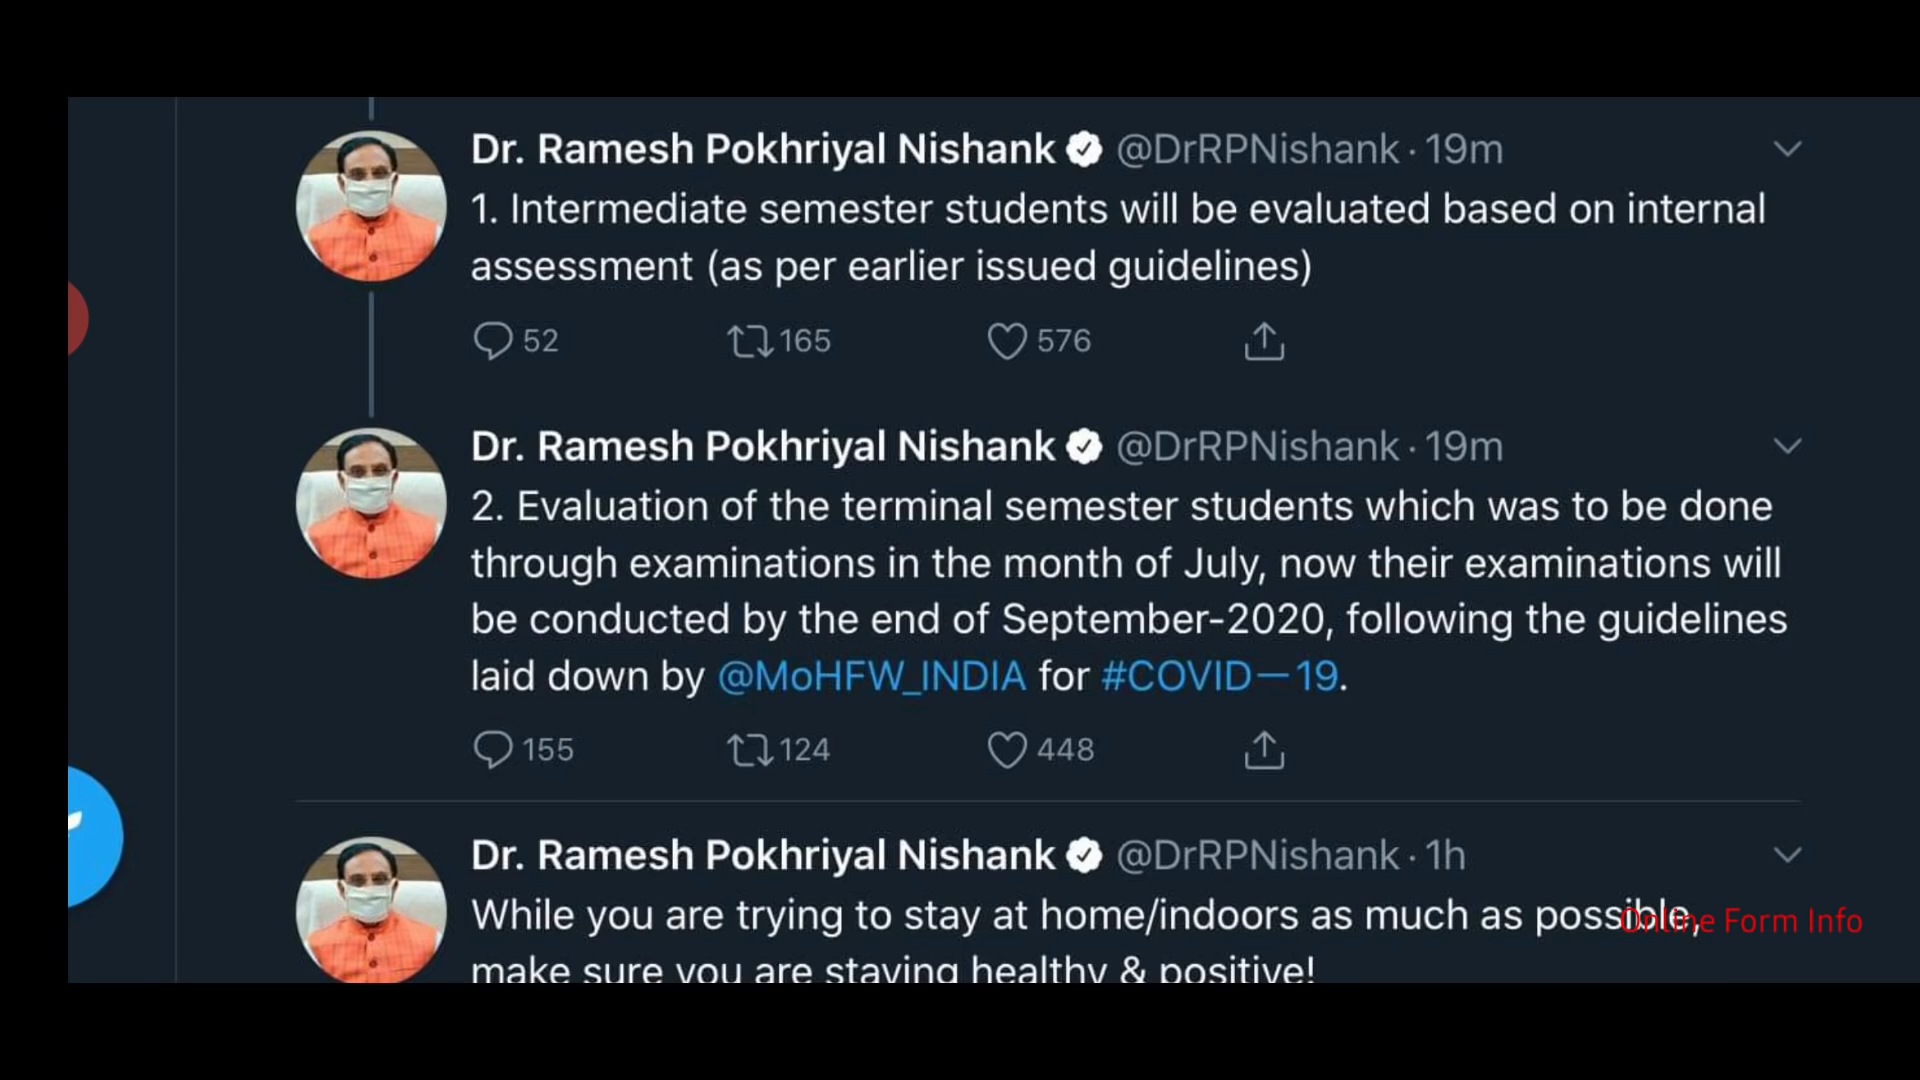 Dr. Ramesh Pokhriyal Nishank @DrRPNishank · 19m
1. Intermediate semester students will be evaluated based on internal
assessment (as per earlier issued guidelines)
52 165 576
Dr. Ramesh Pokhriyal Nishank @DrRPNishank · 19m
2. Evaluation of the terminal semester students which was to be done
through examinations in the month of July, now their examinations will
be conducted by the end of September-2020, following the guidelines
laid down by @MoHFW_INDIA for #COVID—19.
155 124 448
Dr. Ramesh Pokhriyal Nishank @DrRPNishank · 1h
While you are trying to stay at home/indoors as much as possible,
Online Form Info
make sure you are staying healthy & positive!